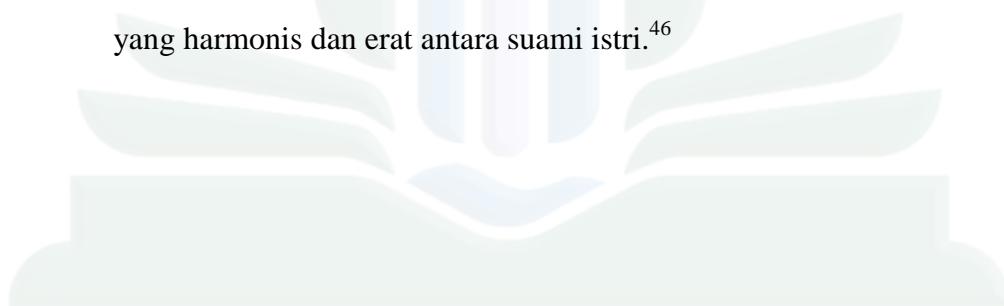 yang harmonis dan erat antara suami istri.⁴⁶